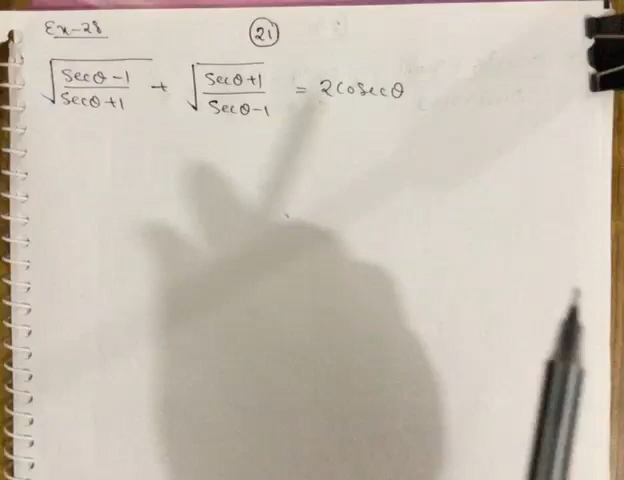 Ex-28
21
√(secθ-1 / secθ+1) + √(secθ+1 / secθ-1) = 2cosecθ